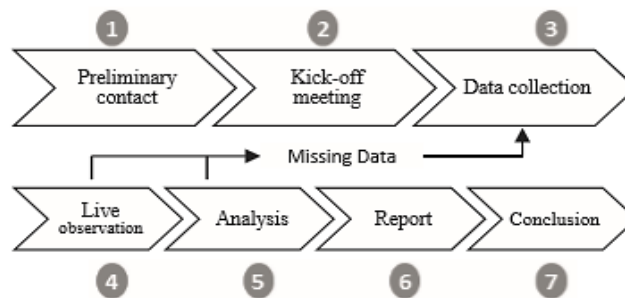 1 2 3
Preliminary contact
Kick-off meeting
Data collection
Missing Data
Live observation
Analysis
Report
Conclusion
4 5 6 7